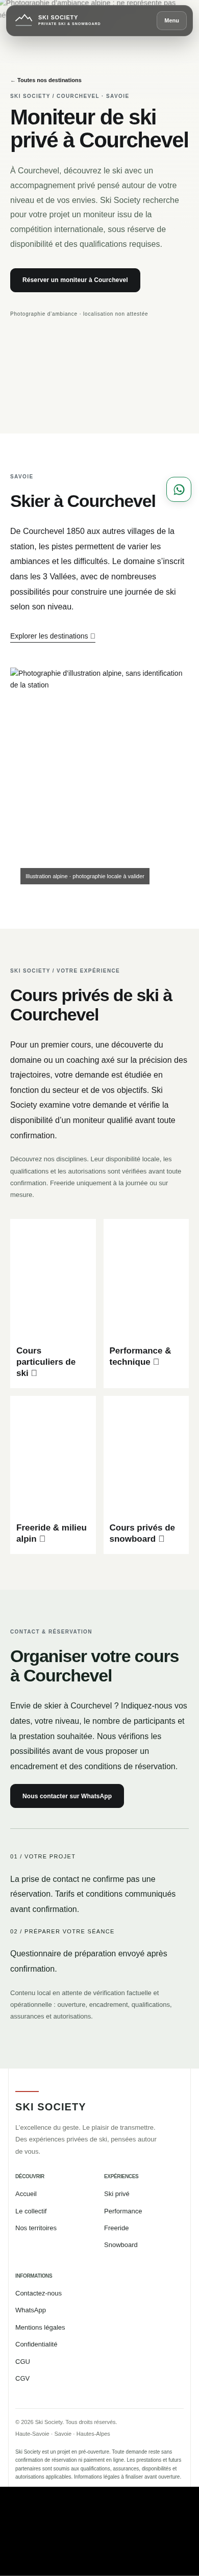 Photographie d'ambiance alpine : ne représente pas
SKI SOCIETY
PRIVATE SKI & SNOWBOARD
Menu
← Toutes nos destinations
SKI SOCIETY / COURCHEVEL · SAVOIE
Moniteur de ski
privé à Courchevel
À Courchevel, découvrez le ski avec un
accompagnement privé pensé autour de votre
niveau et de vos envies. Ski Society recherche
pour votre projet un moniteur issu de la
compétition internationale, sous réserve de
disponibilité et des qualifications requises.
Réserver un moniteur à Courchevel
Photographie d'ambiance · localisation non attestée
SAVOIE
Skier à Courchevel
De Courchevel 1850 aux autres villages de la
station, les pistes permettent de varier les
ambiances et les difficultés. Le domaine s'inscrit
dans les 3 Vallées, avec de nombreuses
possibilités pour construire une journée de ski
selon son niveau.
Explorer les destinations
Photographie d'illustration alpine, sans identification
de la station
Illustration alpine · photographie locale à valider
SKI SOCIETY / VOTRE EXPÉRIENCE
Cours privés de ski à
Courchevel
Pour un premier cours, une découverte du
domaine ou un coaching axé sur la précision des
trajectoires, votre demande est étudiée en
fonction du secteur et de vos objectifs. Ski
Society examine votre demande et vérifie la
disponibilité d'un moniteur qualifié avant toute
confirmation.
Découvrez nos disciplines. Leur disponibilité locale, les
qualifications et les autorisations sont vérifiées avant toute
confirmation. Freeride uniquement à la journée ou sur
mesure.
Cours
particuliers de
ski
Performance &
technique
Freeride & milieu
alpin
Cours privés de
snowboard
CONTACT & RÉSERVATION
Organiser votre cours
à Courchevel
Envie de skier à Courchevel ? Indiquez-nous vos
dates, votre niveau, le nombre de participants et
la prestation souhaitée. Nous vérifions les
possibilités avant de vous proposer un
encadrement et des conditions de réservation.
Nous contacter sur WhatsApp
01 / VOTRE PROJET
La prise de contact ne confirme pas une
réservation. Tarifs et conditions communiqués
avant confirmation.
02 / PRÉPARER VOTRE SÉANCE
Questionnaire de préparation envoyé après
confirmation.
Contenu local en attente de vérification factuelle et
opérationnelle : ouverture, encadrement, qualifications,
assurances et autorisations.
SKI SOCIETY
L'excellence du geste. Le plaisir de transmettre.
Des expériences privées de ski, pensées autour
de vous.
DÉCOUVRIR
Accueil
Le collectif
Nos territoires
EXPÉRIENCES
Ski privé
Performance
Freeride
Snowboard
INFORMATIONS
Contactez-nous
WhatsApp
Mentions légales
Confidentialité
CGU
CGV
© 2026 Ski Society. Tous droits réservés.
Haute-Savoie · Savoie · Hautes-Alpes
Ski Society est un projet en pré-ouverture. Toute demande reste sans
confirmation de réservation ni paiement en ligne. Les prestations et futurs
partenaires sont soumis aux qualifications, assurances, disponibilités et
autorisations applicables. Informations légales à finaliser avant ouverture.